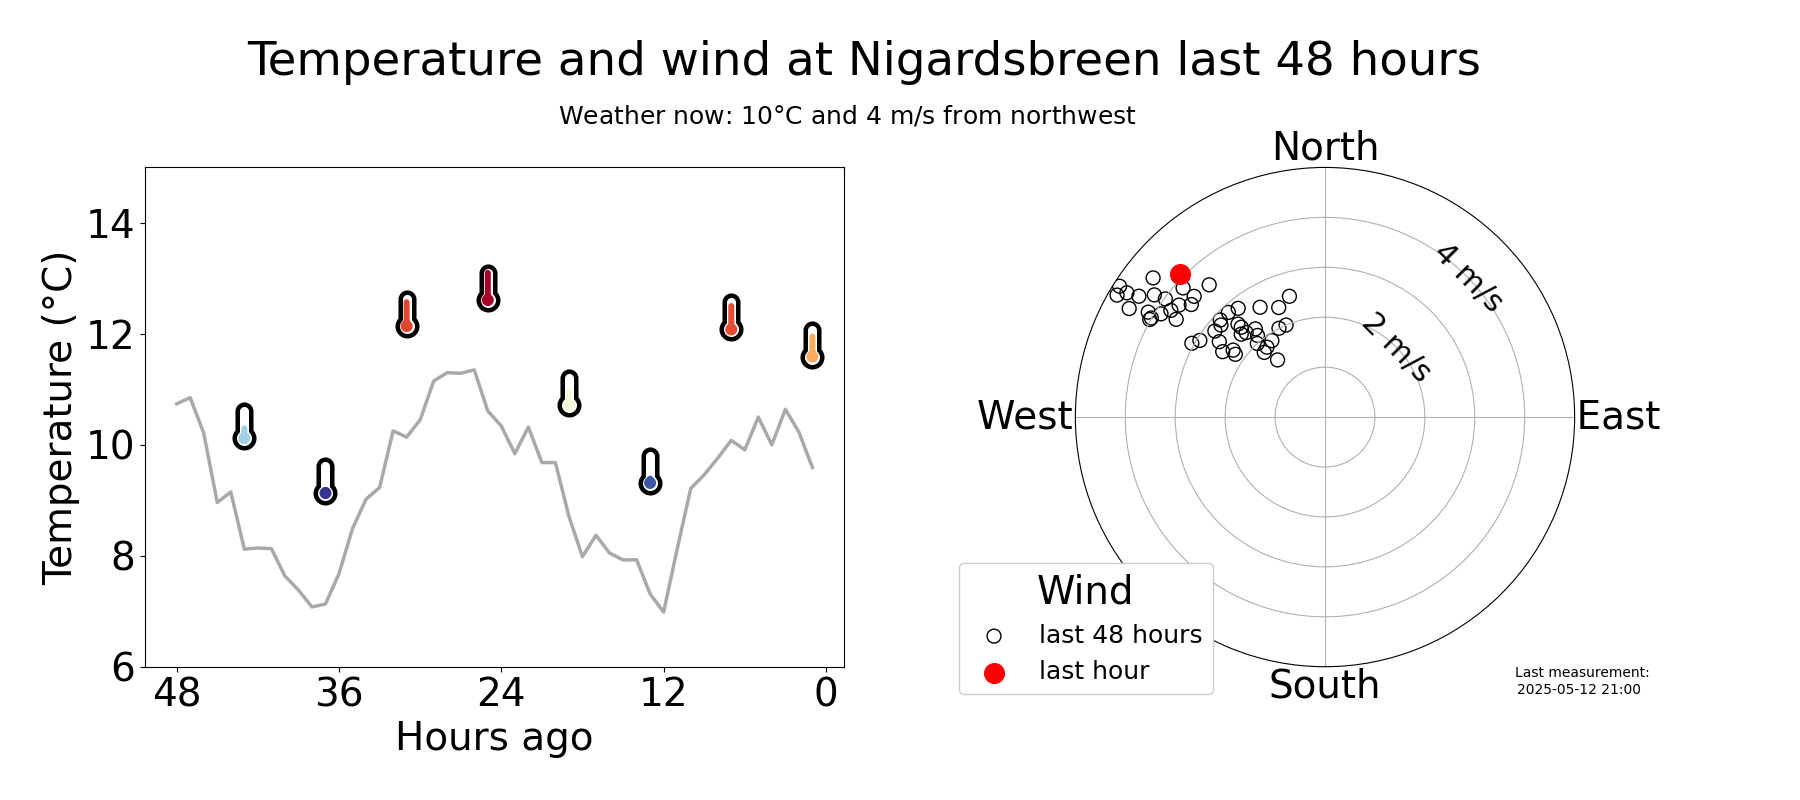 Temperature and wind at Nigardsbreen last 48 hours
Weather now: 10°C and 4 m/s from northwest
Temperature (°C)
14
12
10
8
6
48 36 24 12 0
Hours ago
North
West
East
South
4 m/s
2 m/s
Wind
last 48 hours
last hour
Last measurement:
2025-05-12 21:00